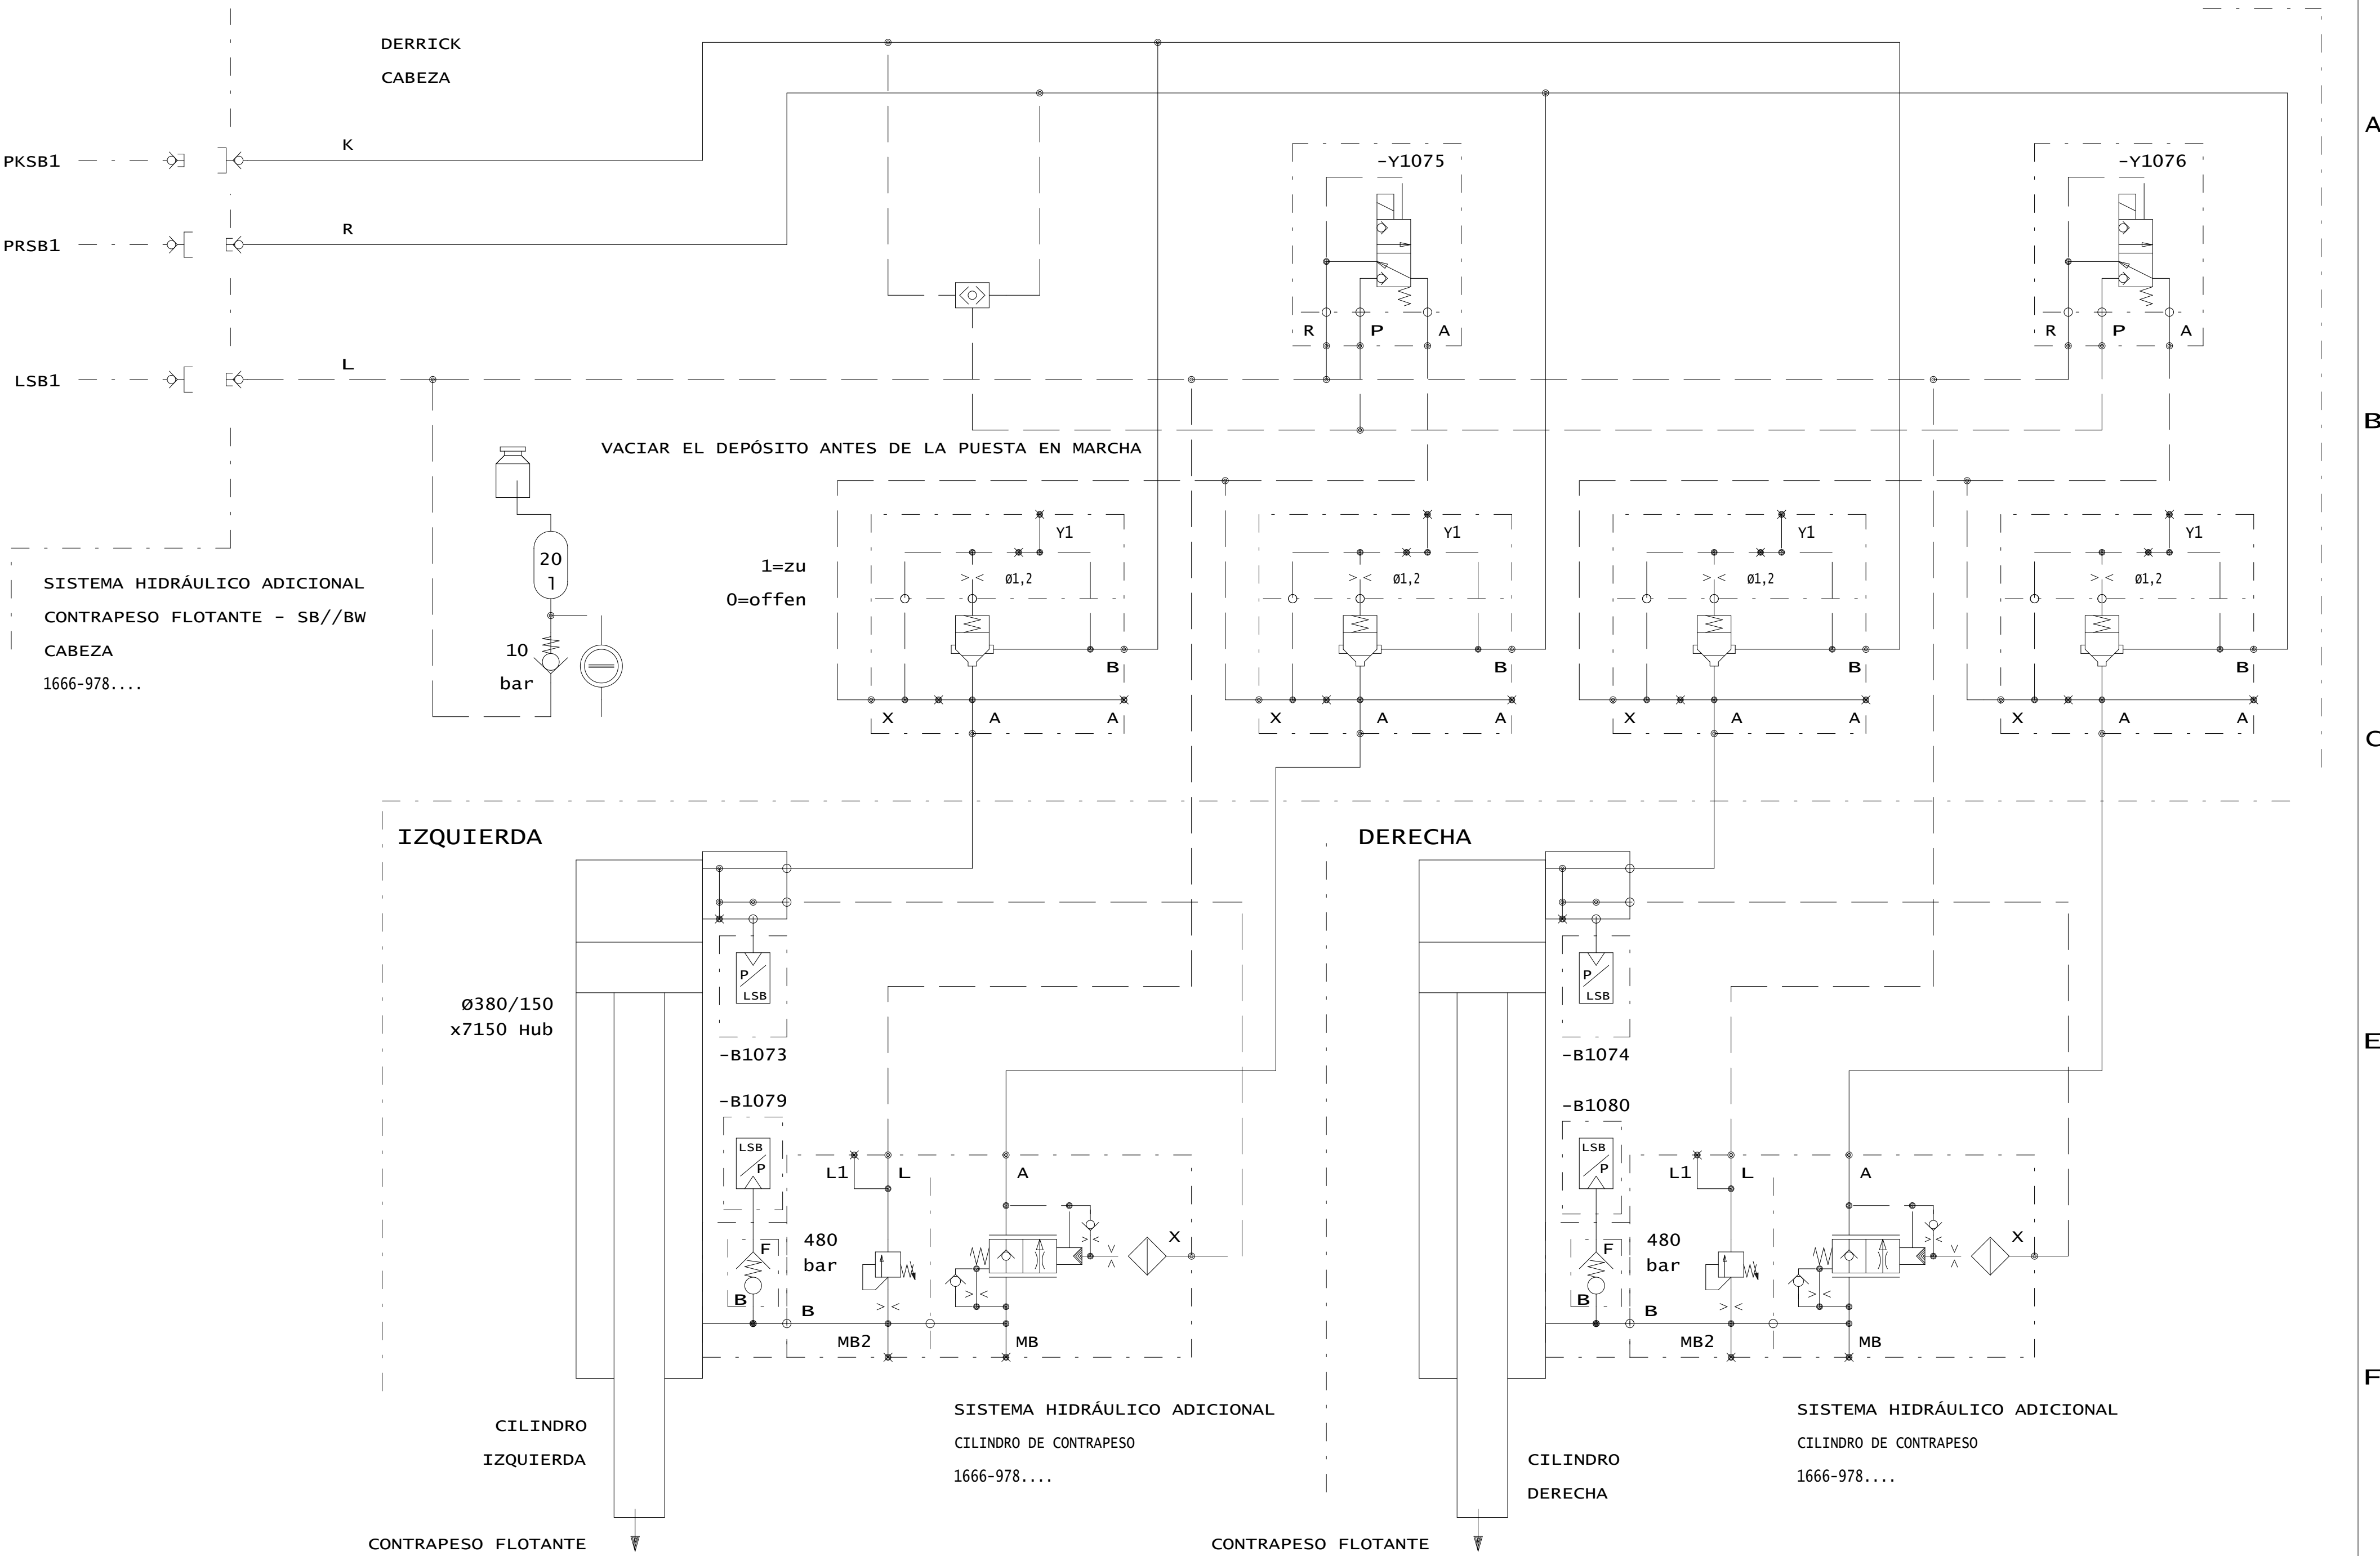 DERRICK
CABEZA
A
PKSB1
K
-Y1075
-Y1076
PRSB1
R
R
P
A
R
P
A
LSB1
L
B
VACIAR EL DEPÓSITO ANTES DE LA PUESTA EN MARCHA
Y1
Y1
Y1
Y1
20
l
1=zu
0=offen
Ø1,2
Ø1,2
Ø1,2
Ø1,2
SISTEMA HIDRÁULICO ADICIONAL
CONTRAPESO FLOTANTE - SB//BW
CABEZA
1666-978....
10
bar
B
B
B
B
X
A
A
X
A
A
X
A
A
X
A
A
C
IZQUIERDA
DERECHA
P
LSB
P
LSB
Ø380/150
x7150 Hub
-B1073
-B1074
E
-B1079
-B1080
LSB
P
L1
L
A
LSB
P
L1
L
A
F
480
bar
X
F
480
bar
X
B
B
B
B
MB2
MB
MB2
MB
F
SISTEMA HIDRÁULICO ADICIONAL
CILINDRO DE CONTRAPESO
1666-978....
SISTEMA HIDRÁULICO ADICIONAL
CILINDRO DE CONTRAPESO
1666-978....
CILINDRO
IZQUIERDA
CILINDRO
DERECHA
CONTRAPESO FLOTANTE
CONTRAPESO FLOTANTE